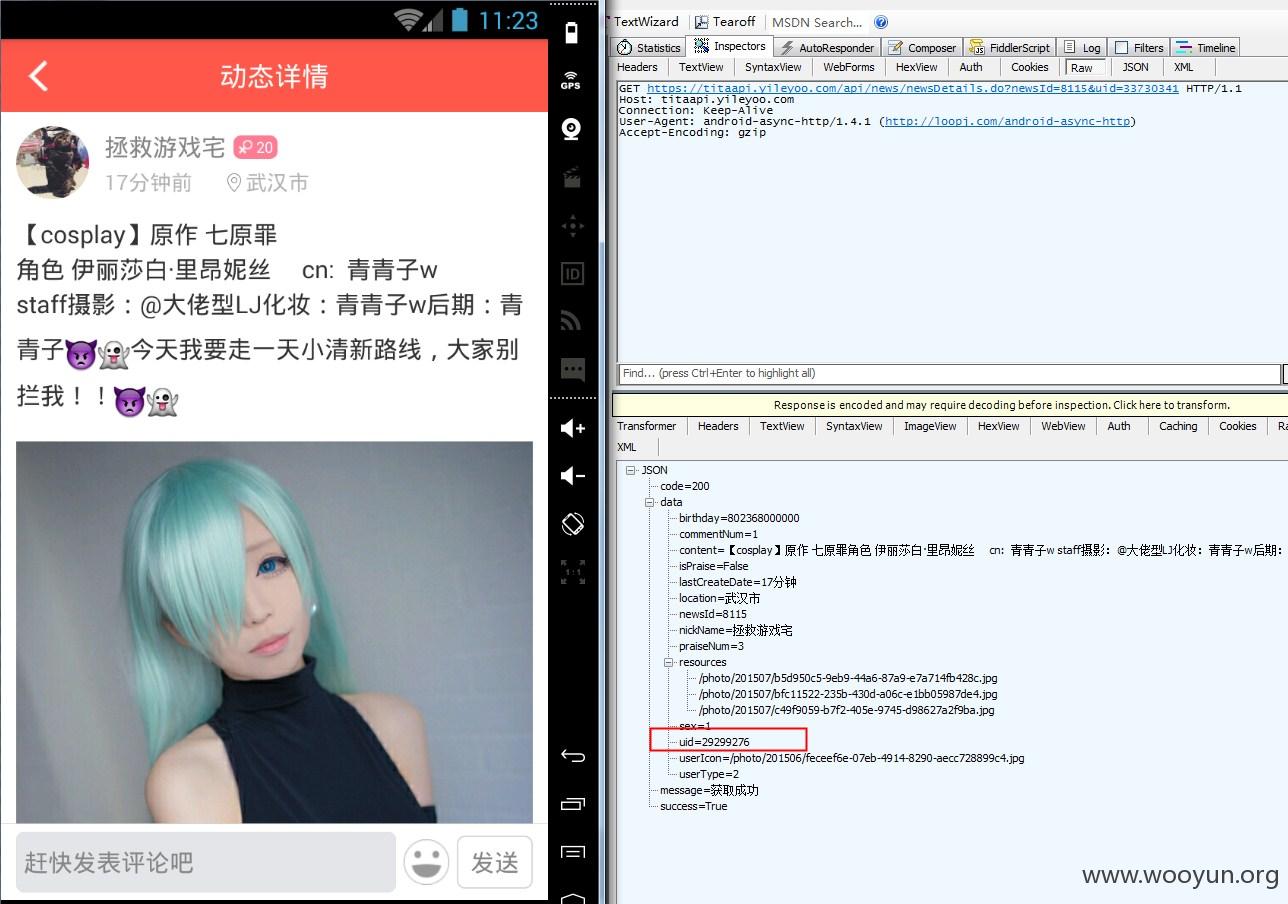 11:23
动态详情
拯救游戏宅 20
17分钟前 武汉市
【cosplay】原作 七原罪
角色 伊丽莎白·里昂妮丝 cn: 青青子w
staff摄影：@大佬型LJ化妆：青青子w后期：青
青子😈👻今天我要走一天小清新路线，大家别
拦我！！😈👻
赶快发表评论吧 发送
GPS
ID
1:1
TextWizard Tearoff MSDN Search...
Statistics Inspectors AutoResponder Composer FiddlerScript Log Filters Timeline
Headers TextView SyntaxView WebForms HexView Auth Cookies Raw JSON XML
GET https://titaapi.yileyoo.com/api/news/newsDetails.do?newsId=8115&uid=33730341 HTTP/1.1
Host: titaapi.yileyoo.com
Connection: Keep-Alive
User-Agent: android-async-http/1.4.1 (http://loopj.com/android-async-http)
Accept-Encoding: gzip
Find... (press Ctrl+Enter to highlight all)
Response is encoded and may require decoding before inspection. Click here to transform.
Transformer Headers TextView SyntaxView ImageView HexView WebView Auth Caching Cookies Ra
XML
JSON
code=200
data
birthday=802368000000
commentNum=1
content=【cosplay】原作 七原罪角色 伊丽莎白·里昂妮丝 cn: 青青子w staff摄影: @大佬型LJ化妆: 青青子w后期:
isPraise=False
lastCreateDate=17分钟
location=武汉市
newsId=8115
nickName=拯救游戏宅
praiseNum=3
resources
/photo/201507/b5d950c5-9eb9-44a6-87a9-e7a714fb428c.jpg
/photo/201507/bfc11522-235b-430d-a06c-e1bb05987de4.jpg
/photo/201507/c49f9059-b7f2-405e-9745-d98627a2f9ba.jpg
sex=1
uid=29299276
userIcon=/photo/201506/feceef6e-07eb-4914-8290-aecc728899c4.jpg
userType=2
message=获取成功
success=True
www.wooyun.org